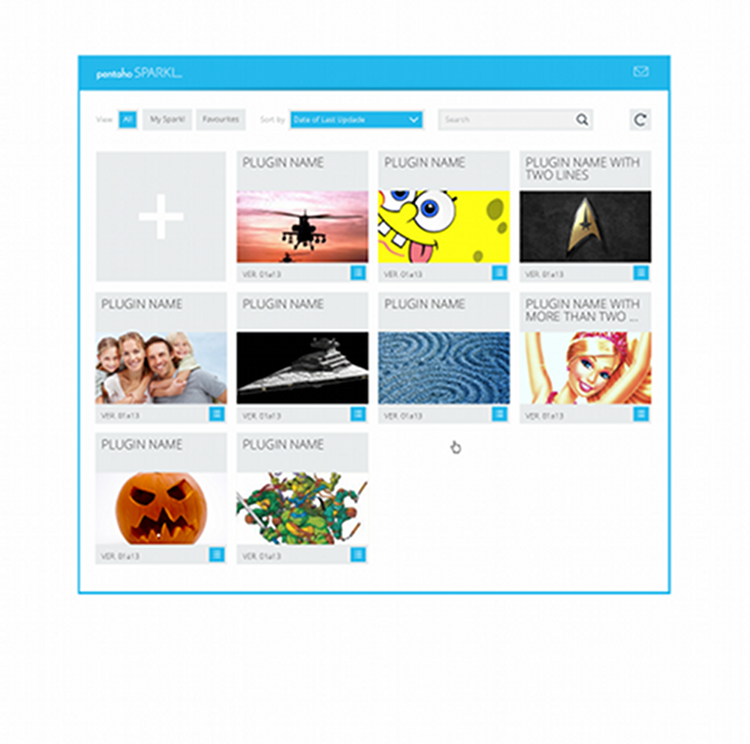 pentaho SPARKL
View All My Sparkl Favourites Sort by Date of Last Updade Search
PLUGIN NAME
VER. 01a13
PLUGIN NAME
VER. 01a13
PLUGIN NAME WITH
TWO LINES
VER. 01a13
PLUGIN NAME
VER. 01a13
PLUGIN NAME
VER. 01a13
PLUGIN NAME
VER. 01a13
PLUGIN NAME WITH
MORE THAN TWO ...
VER. 01a13
PLUGIN NAME
VER. 01a13
PLUGIN NAME
VER. 01a13